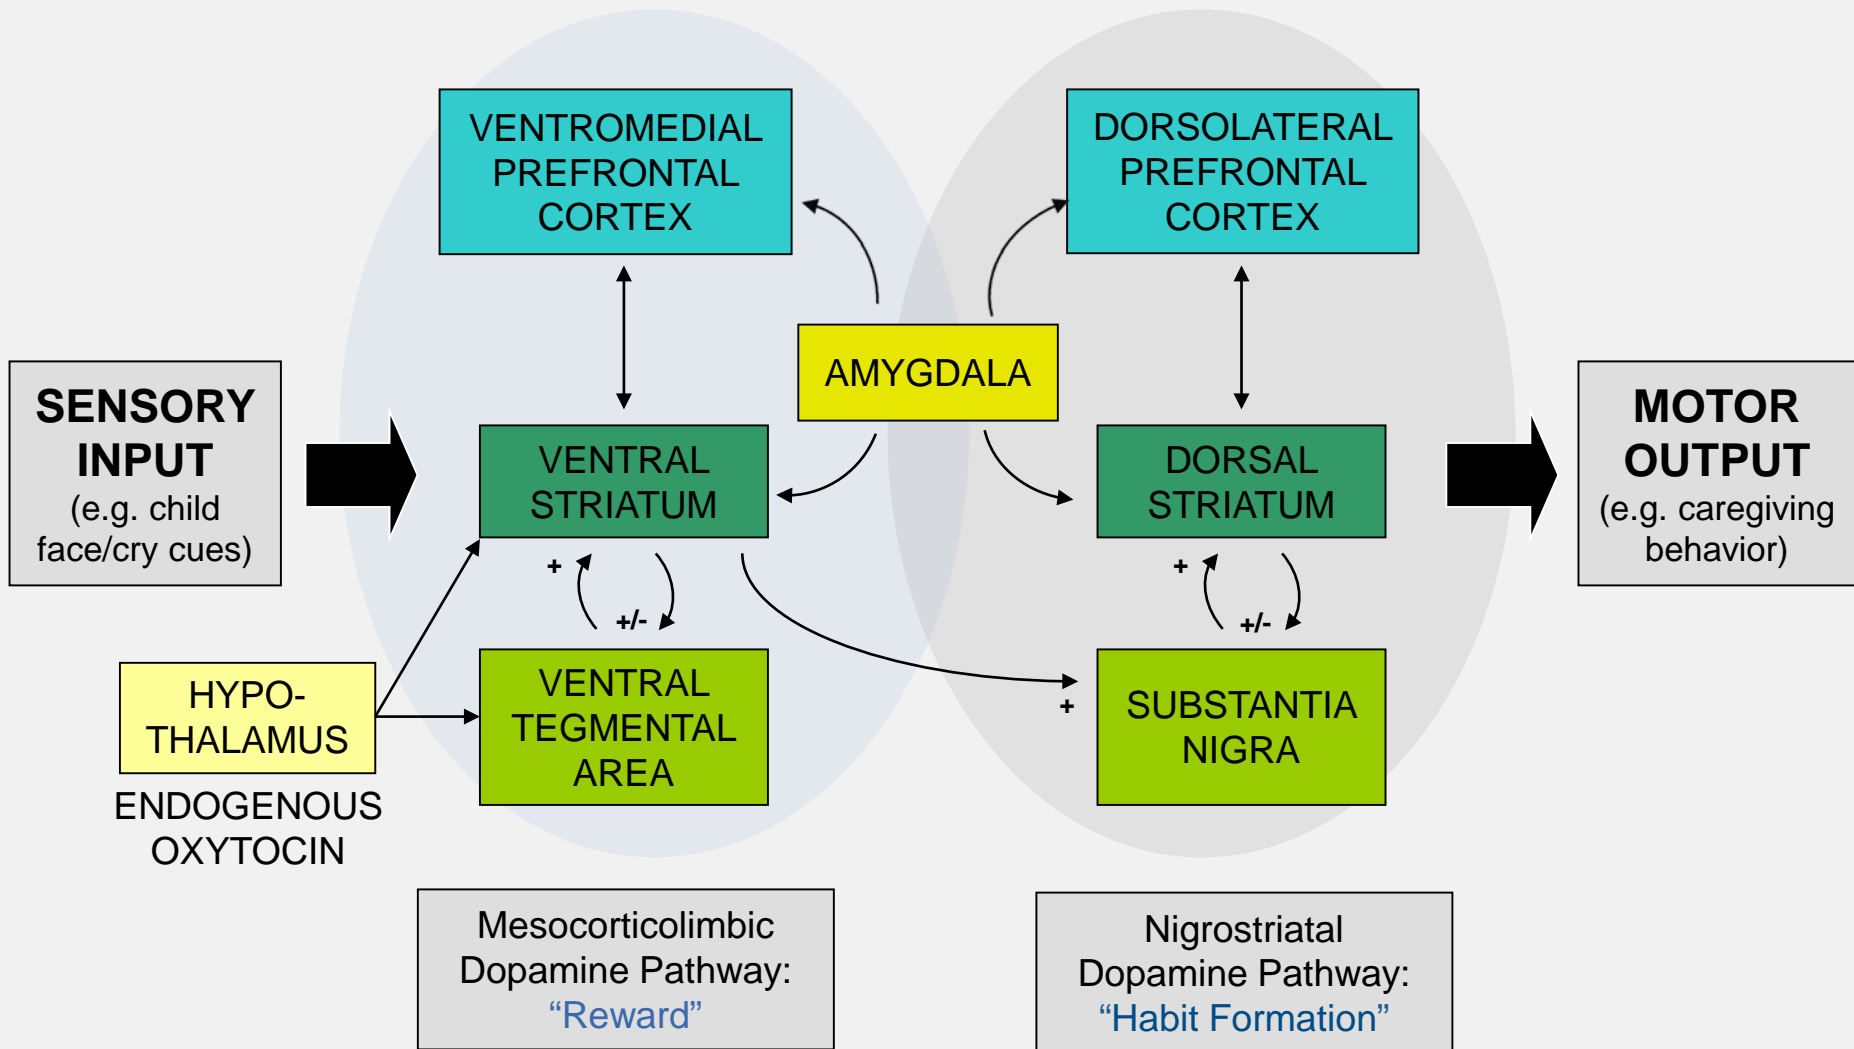 VENTROMEDIAL
PREFRONTAL
CORTEX
DORSOLATERAL
PREFRONTAL
CORTEX
AMYGDALA
SENSORY
INPUT
(e.g. child
face/cry cues)
VENTRAL
STRIATUM
DORSAL
STRIATUM
MOTOR
OUTPUT
(e.g. caregiving
behavior)
+
+/-
+
+/-
HYPO-
THALAMUS
ENDOGENOUS
OXYTOCIN
VENTRAL
TEGMENTAL
AREA
+
SUBSTANTIA
NIGRA
Mesocorticolimbic
Dopamine Pathway:
“Reward”
Nigrostriatal
Dopamine Pathway:
“Habit Formation”